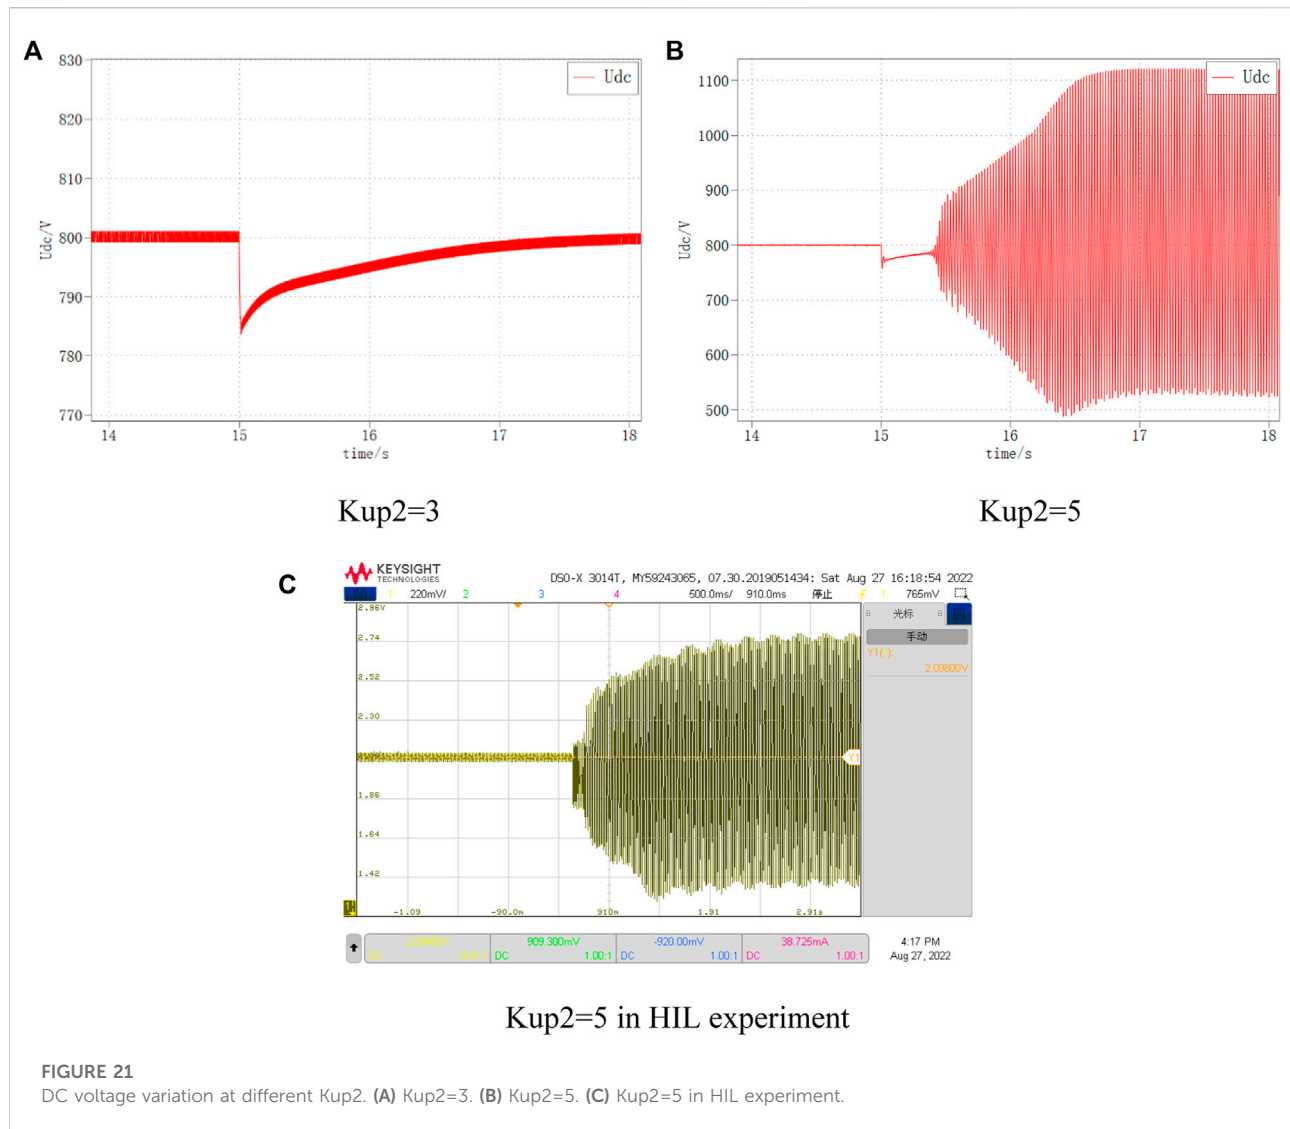 A
830
820
810
800
790
780
770
Udc/V
Udc
14 15 16 17 18
time/s
Kup2=3
B
1100
1000
900
800
700
600
500
Udc/V
Udc
14 15 16 17 18
time/s
Kup2=5
C
KEYSIGHT
TECHNOLOGIES
DSO-X 3014T, MY59243065, 07.30.2019051434: Sat Aug 27 16:18:54 2022
1 220mV/ 2 3 4 500.0ms/ 910.0ms 停止 1 765mV
2.96V
2.74
2.52
2.30
1.86
1.64
1.42
-1.09 -90.0m 910m 1.91 2.91s
Y1
光标
手动
Y1( ):
2.09800V
909.300mV -920.00mV 38.725mA
DC DC 1.00:1 DC 1.00:1 DC 1.00:1
4:17 PM
Aug 27, 2022
Kup2=5 in HIL experiment
FIGURE 21
DC voltage variation at different Kup2. (A) Kup2=3. (B) Kup2=5. (C) Kup2=5 in HIL experiment.